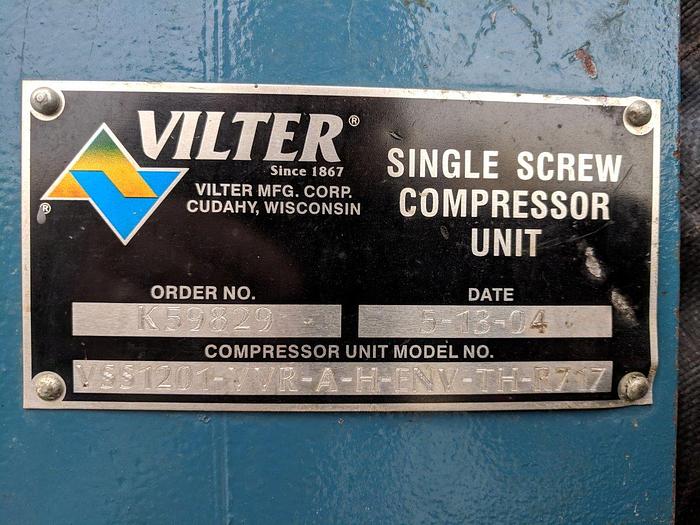 VILTER®
Since 1867
VILTER MFG. CORP.
CUDAHY, WISCONSIN
®
SINGLE SCREW
COMPRESSOR
UNIT
ORDER NO.
K59829
DATE
5-13-04
COMPRESSOR UNIT MODEL NO.
VSS1201-VVR-A-H-ENV-TH-R717